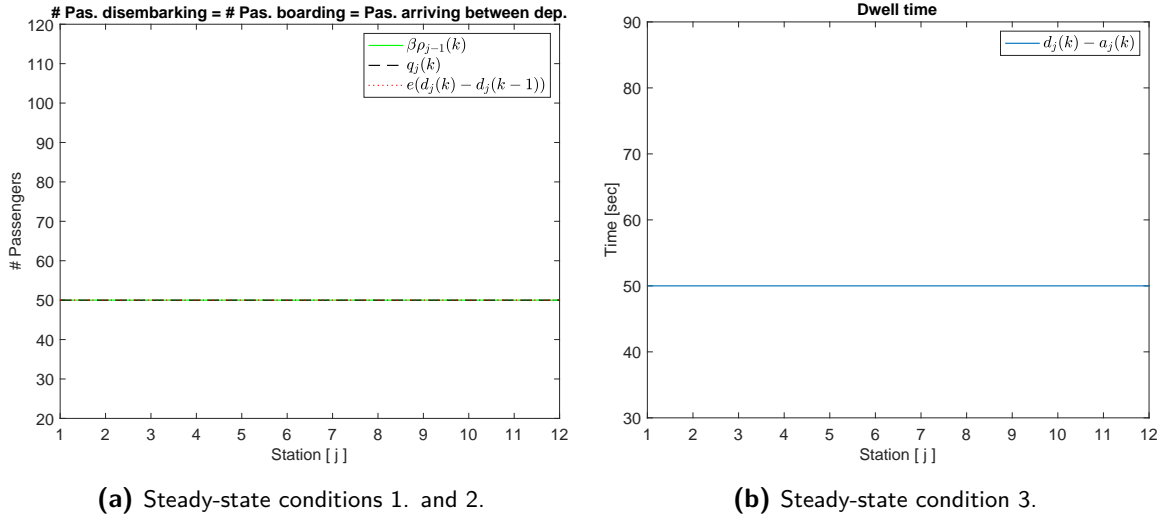 # Pas. disembarking = # Pas. boarding = Pas. arriving between dep.
120
110
100
90
80
70
60
50
40
30
20
# Passengers
βρ_{j−1}(k)
q_j(k)
e(d_j(k) − d_j(k − 1))
1 2 3 4 5 6 7 8 9 10 11 12
Station [ j ]
(a) Steady-state conditions 1. and 2.
Dwell time
90
80
70
60
50
40
30
Time [sec]
d_j(k) − a_j(k)
1 2 3 4 5 6 7 8 9 10 11 12
Station [ j ]
(b) Steady-state condition 3.